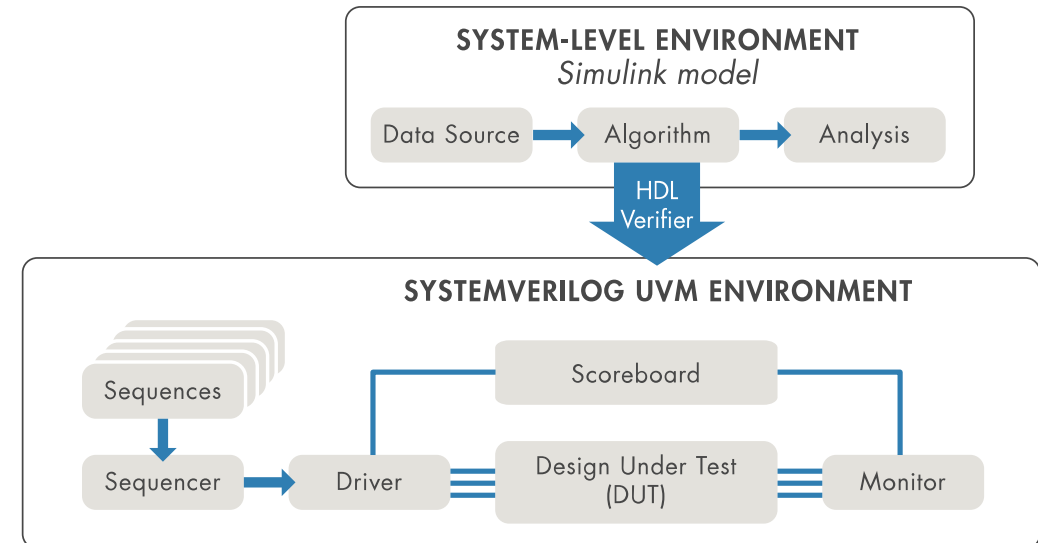 SYSTEM-LEVEL ENVIRONMENT
Simulink model
Data Source
Algorithm
Analysis
HDL
Verifier
SYSTEMVERILOG UVM ENVIRONMENT
Sequences
Scoreboard
Sequencer
Driver
Design Under Test
(DUT)
Monitor